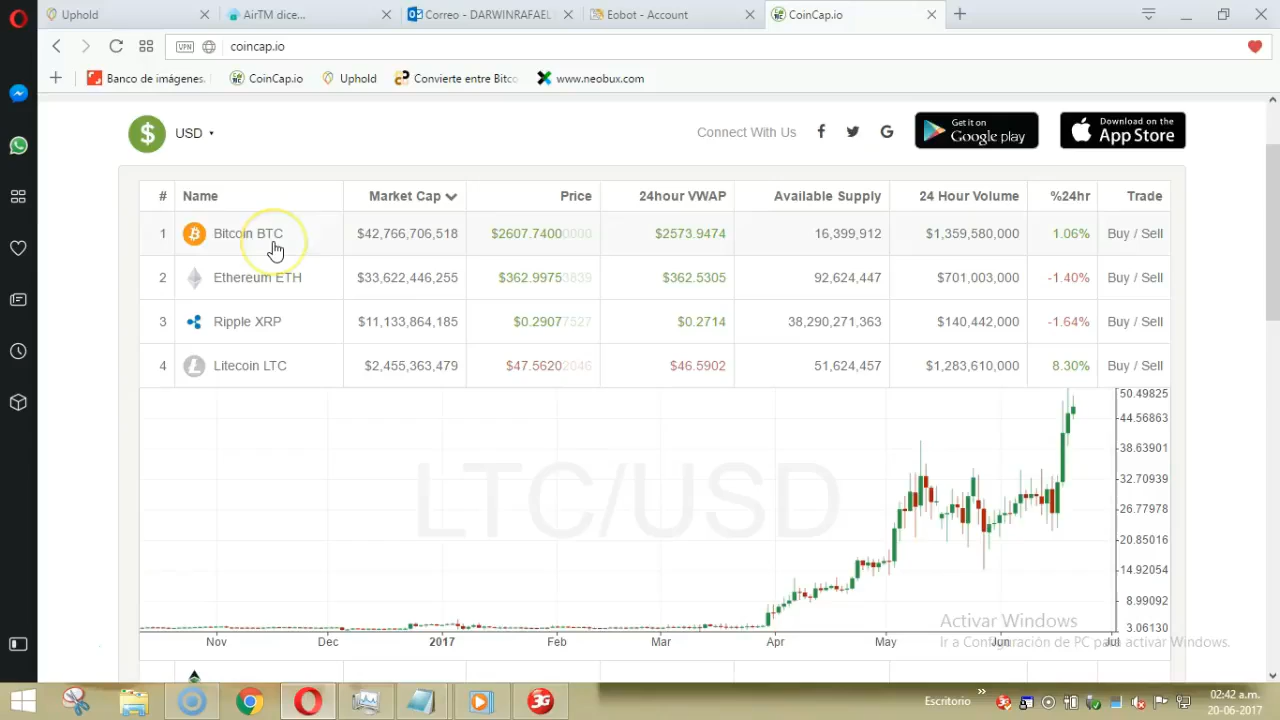 Uphold
AirTM dice...
Correo - DARWINRAFAEL
Eobot - Account
CoinCap.io
VPN
coincap.io
Banco de imágenes.
CoinCap.io
Uphold
Convierte entre Bitco
www.neobux.com
$ USD
Connect With Us
Get it on
Google play
Download on the
App Store
# Name Market Cap Price 24hour VWAP Available Supply 24 Hour Volume %24hr Trade
1 Bitcoin BTC $42,766,706,518 $2607.74000000 $2573.9474 16,399,912 $1,359,580,000 1.06% Buy / Sell
2 Ethereum ETH $33,622,446,255 $362.99753839 $362.5305 92,624,447 $701,003,000 -1.40% Buy / Sell
3 Ripple XRP $11,133,864,185 $0.29077527 $0.2714 38,290,271,363 $140,442,000 -1.64% Buy / Sell
4 Litecoin LTC $2,455,363,479 $47.56202046 $46.5902 51,624,457 $1,283,610,000 8.30% Buy / Sell
LTC/USD
50.49825
44.56863
38.63901
32.70939
26.77978
20.85016
14.92054
8.99092
3.06130
Nov Dec 2017 Feb Mar Apr May Jun Jul
Activar Windows
Ir a Configuración de PC para activar Windows.
3G
Escritorio
02:42 a.m.
20-06-2017